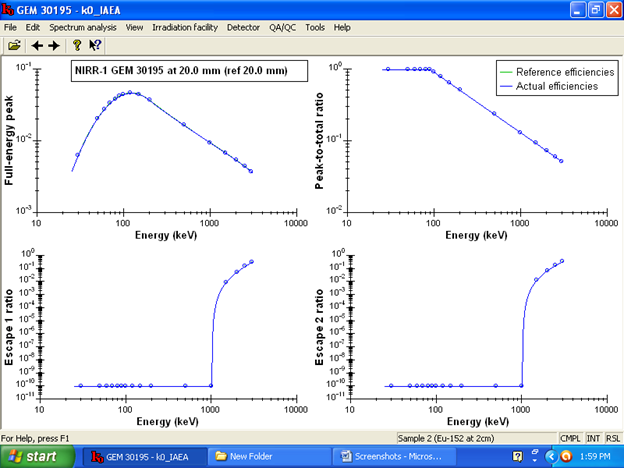 GEM 30195 - k0_IAEA
File Edit Spectrum analysis View Irradiation facility Detector QA/QC Tools Help
NIRR-1 GEM 30195 at 20.0 mm (ref 20.0 mm)
10^-1
10^-2
10^-3
Full-energy peak
10 100 1000 10000
Energy (keV)
Reference efficiencies
Actual efficiencies
10^0
10^-1
10^-2
Peak-to-total ratio
10 100 1000 10000
Energy (keV)
10^0
10^-1
10^-2
10^-3
10^-4
10^-5
10^-6
10^-7
10^-8
10^-9
10^-10
10^-11
Escape 1 ratio
10 100 1000 10000
Energy (keV)
10^0
10^-1
10^-2
10^-3
10^-4
10^-5
10^-6
10^-7
10^-8
10^-9
10^-10
10^-11
Escape 2 ratio
10 100 1000 10000
Energy (keV)
For Help, press F1 Sample 2 (Eu-152 at 2cm) CMPL INT RSL
start GEM 30195 - k0_IAEA New Folder Screenshots - Micros... 1:59 PM